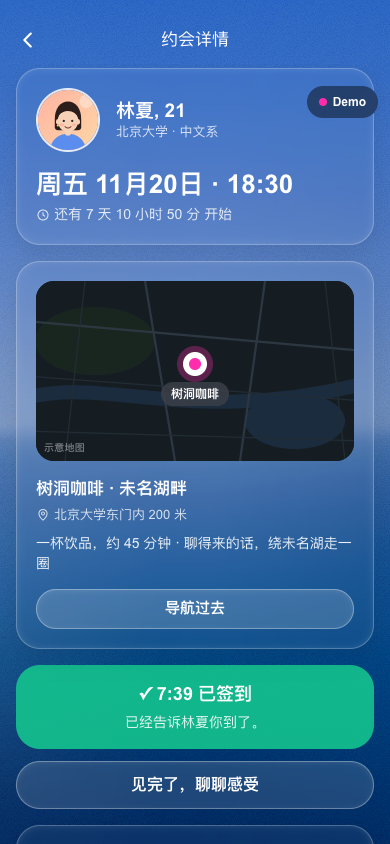 约会详情
林夏, 21
Demo
北京大学 · 中文系
周五 11月20日 · 18:30
还有 7 天 10 小时 50 分 开始
树洞咖啡
示意地图
树洞咖啡 · 未名湖畔
北京大学东门内 200 米
一杯饮品，约 45 分钟 · 聊得来的话，绕未名湖走一
圈
导航过去
✓ 7:39 已签到
已经告诉林夏你到了。
见完了，聊聊感受